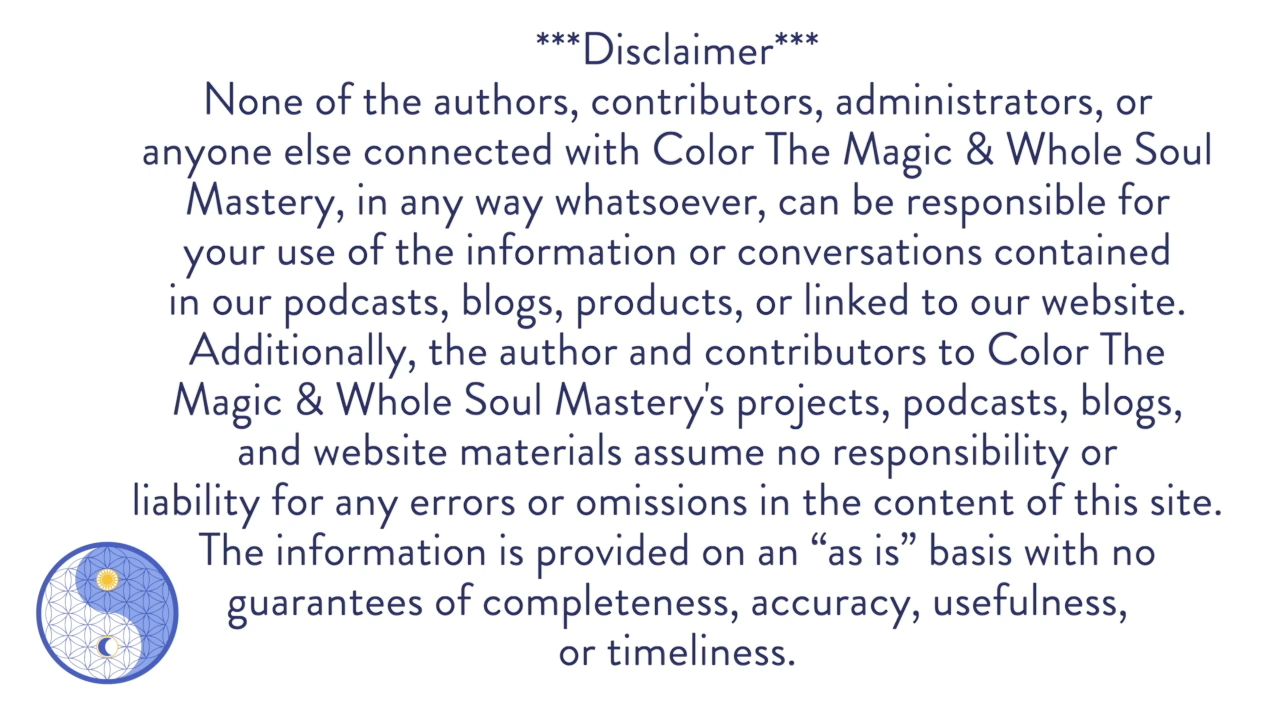 ***Disclaimer***
None of the authors, contributors, administrators, or
anyone else connected with Color The Magic & Whole Soul
Mastery, in any way whatsoever, can be responsible for
your use of the information or conversations contained
in our podcasts, blogs, products, or linked to our website.
Additionally, the author and contributors to Color The
Magic & Whole Soul Mastery's projects, podcasts, blogs,
and website materials assume no responsibility or
liability for any errors or omissions in the content of this site.
The information is provided on an “as is” basis with no
guarantees of completeness, accuracy, usefulness,
or timeliness.